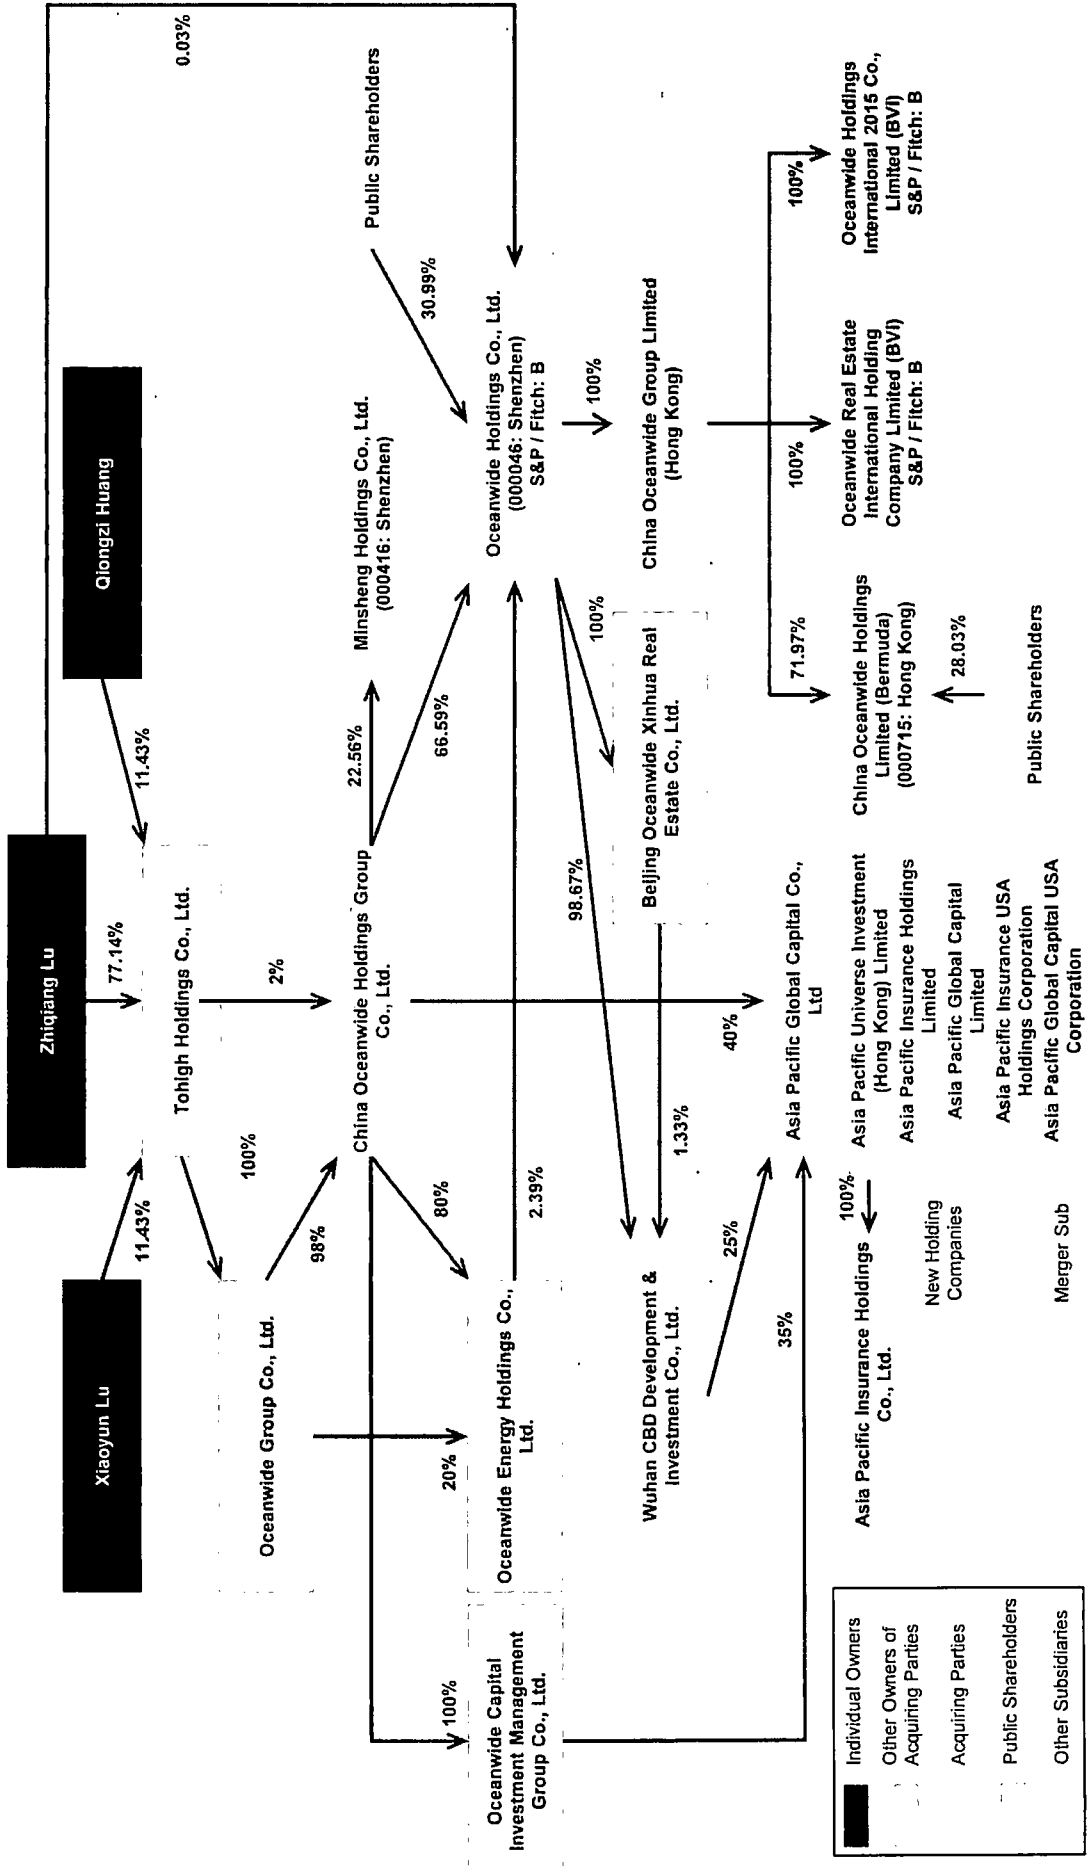 Zhiqiang Lu
Xiaoyun Lu
Qiongzi Huang
0.03%
77.14%
11.43%
11.43%
Tohigh Holdings Co., Ltd.
100%
2%
Oceanwide Group Co., Ltd.
98%
China Oceanwide Holdings Group
Co., Ltd.
22.56%
Minsheng Holdings Co., Ltd.
(000416: Shenzhen)
Public Shareholders
66.59%
30.99%
100%
20%
80%
Oceanwide Capital
Investment Management
Group Co., Ltd.
Oceanwide Energy Holdings Co.,
Ltd.
2.39%
Oceanwide Holdings Co., Ltd.
(000046: Shenzhen)
S&P / Fitch: B
98.67%
100%
100%
Wuhan CBD Development &
Investment Co., Ltd.
1.33%
Beijing Oceanwide Xinhua Real
Estate Co., Ltd.
China Oceanwide Group Limited
(Hong Kong)
25%
40%
35%
Asia Pacific Global Capital Co.,
Ltd
71.97%
100%
100%
Asia Pacific Insurance Holdings
Co., Ltd.
100%
Asia Pacific Universe Investment
(Hong Kong) Limited
Asia Pacific Insurance Holdings
Limited
Asia Pacific Global Capital
Limited
Asia Pacific Insurance USA
Holdings Corporation
Asia Pacific Global Capital USA
Corporation
New Holding
Companies
Merger Sub
China Oceanwide Holdings
Limited (Bermuda)
(000715: Hong Kong)
28.03%
Public Shareholders
Oceanwide Real Estate
International Holding
Company Limited (BVI)
S&P / Fitch: B
Oceanwide Holdings
International 2015 Co.,
Limited (BVI)
S&P / Fitch: B
Individual Owners
Other Owners of
Acquiring Parties
Acquiring Parties
Public Shareholders
Other Subsidiaries